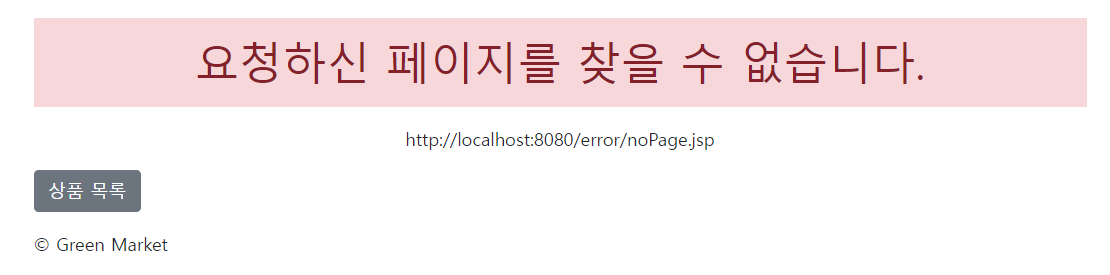 요청하신 페이지를 찾을 수 없습니다.
http://localhost:8080/error/noPage.jsp
상품 목록
© Green Market